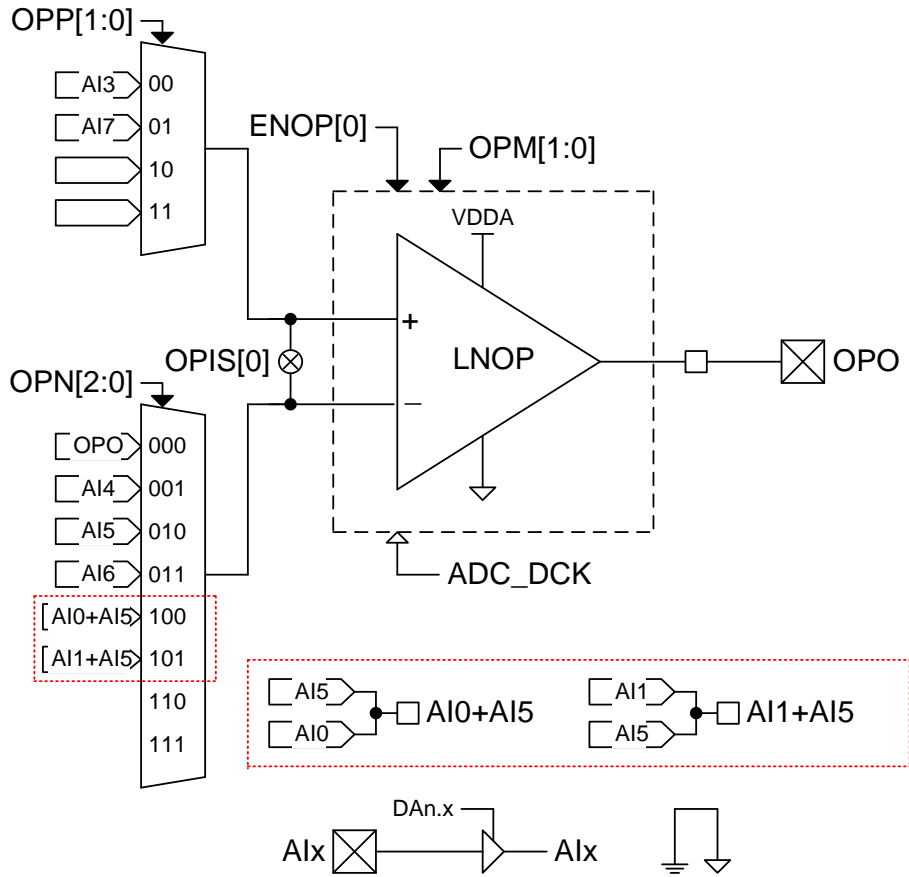 OPP[1:0]
AI3 00
AI7 01
10
11
ENOP[0]
OPM[1:0]
VDDA
+
LNOP
−
OPO
OPIS[0]
OPN[2:0]
OPO 000
AI4 001
AI5 010
AI6 011
AI0+AI5 100
AI1+AI5 101
110
111
ADC_DCK
AI5
AI0
AI0+AI5
AI1
AI5
AI1+AI5
DAn.x
AIx
AIx